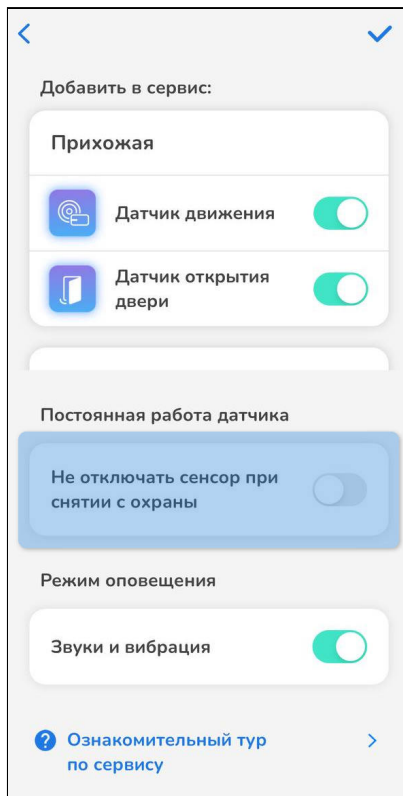 Добавить в сервис:
Прихожая
Датчик движения
Датчик открытия
двери
Постоянная работа датчика
Не отключать сенсор при
снятии с охраны
Режим оповещения
Звуки и вибрация
? Ознакомительный тур
по сервису